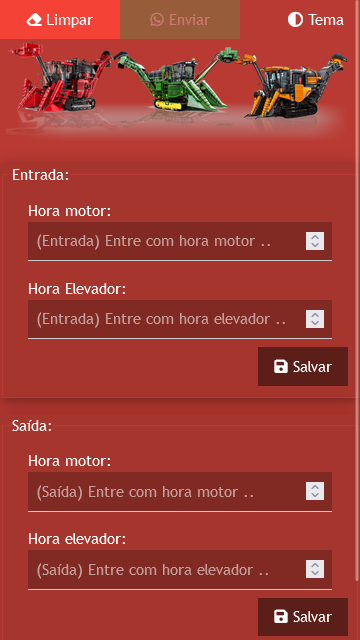 Limpar Enviar Tema
Entrada:
Hora motor:
(Entrada) Entre com hora motor ..
Hora Elevador:
(Entrada) Entre com hora elevador ..
Salvar
Saída:
Hora motor:
(Saída) Entre com hora motor ..
Hora elevador:
(Saída) Entre com hora elevador ..
Salvar